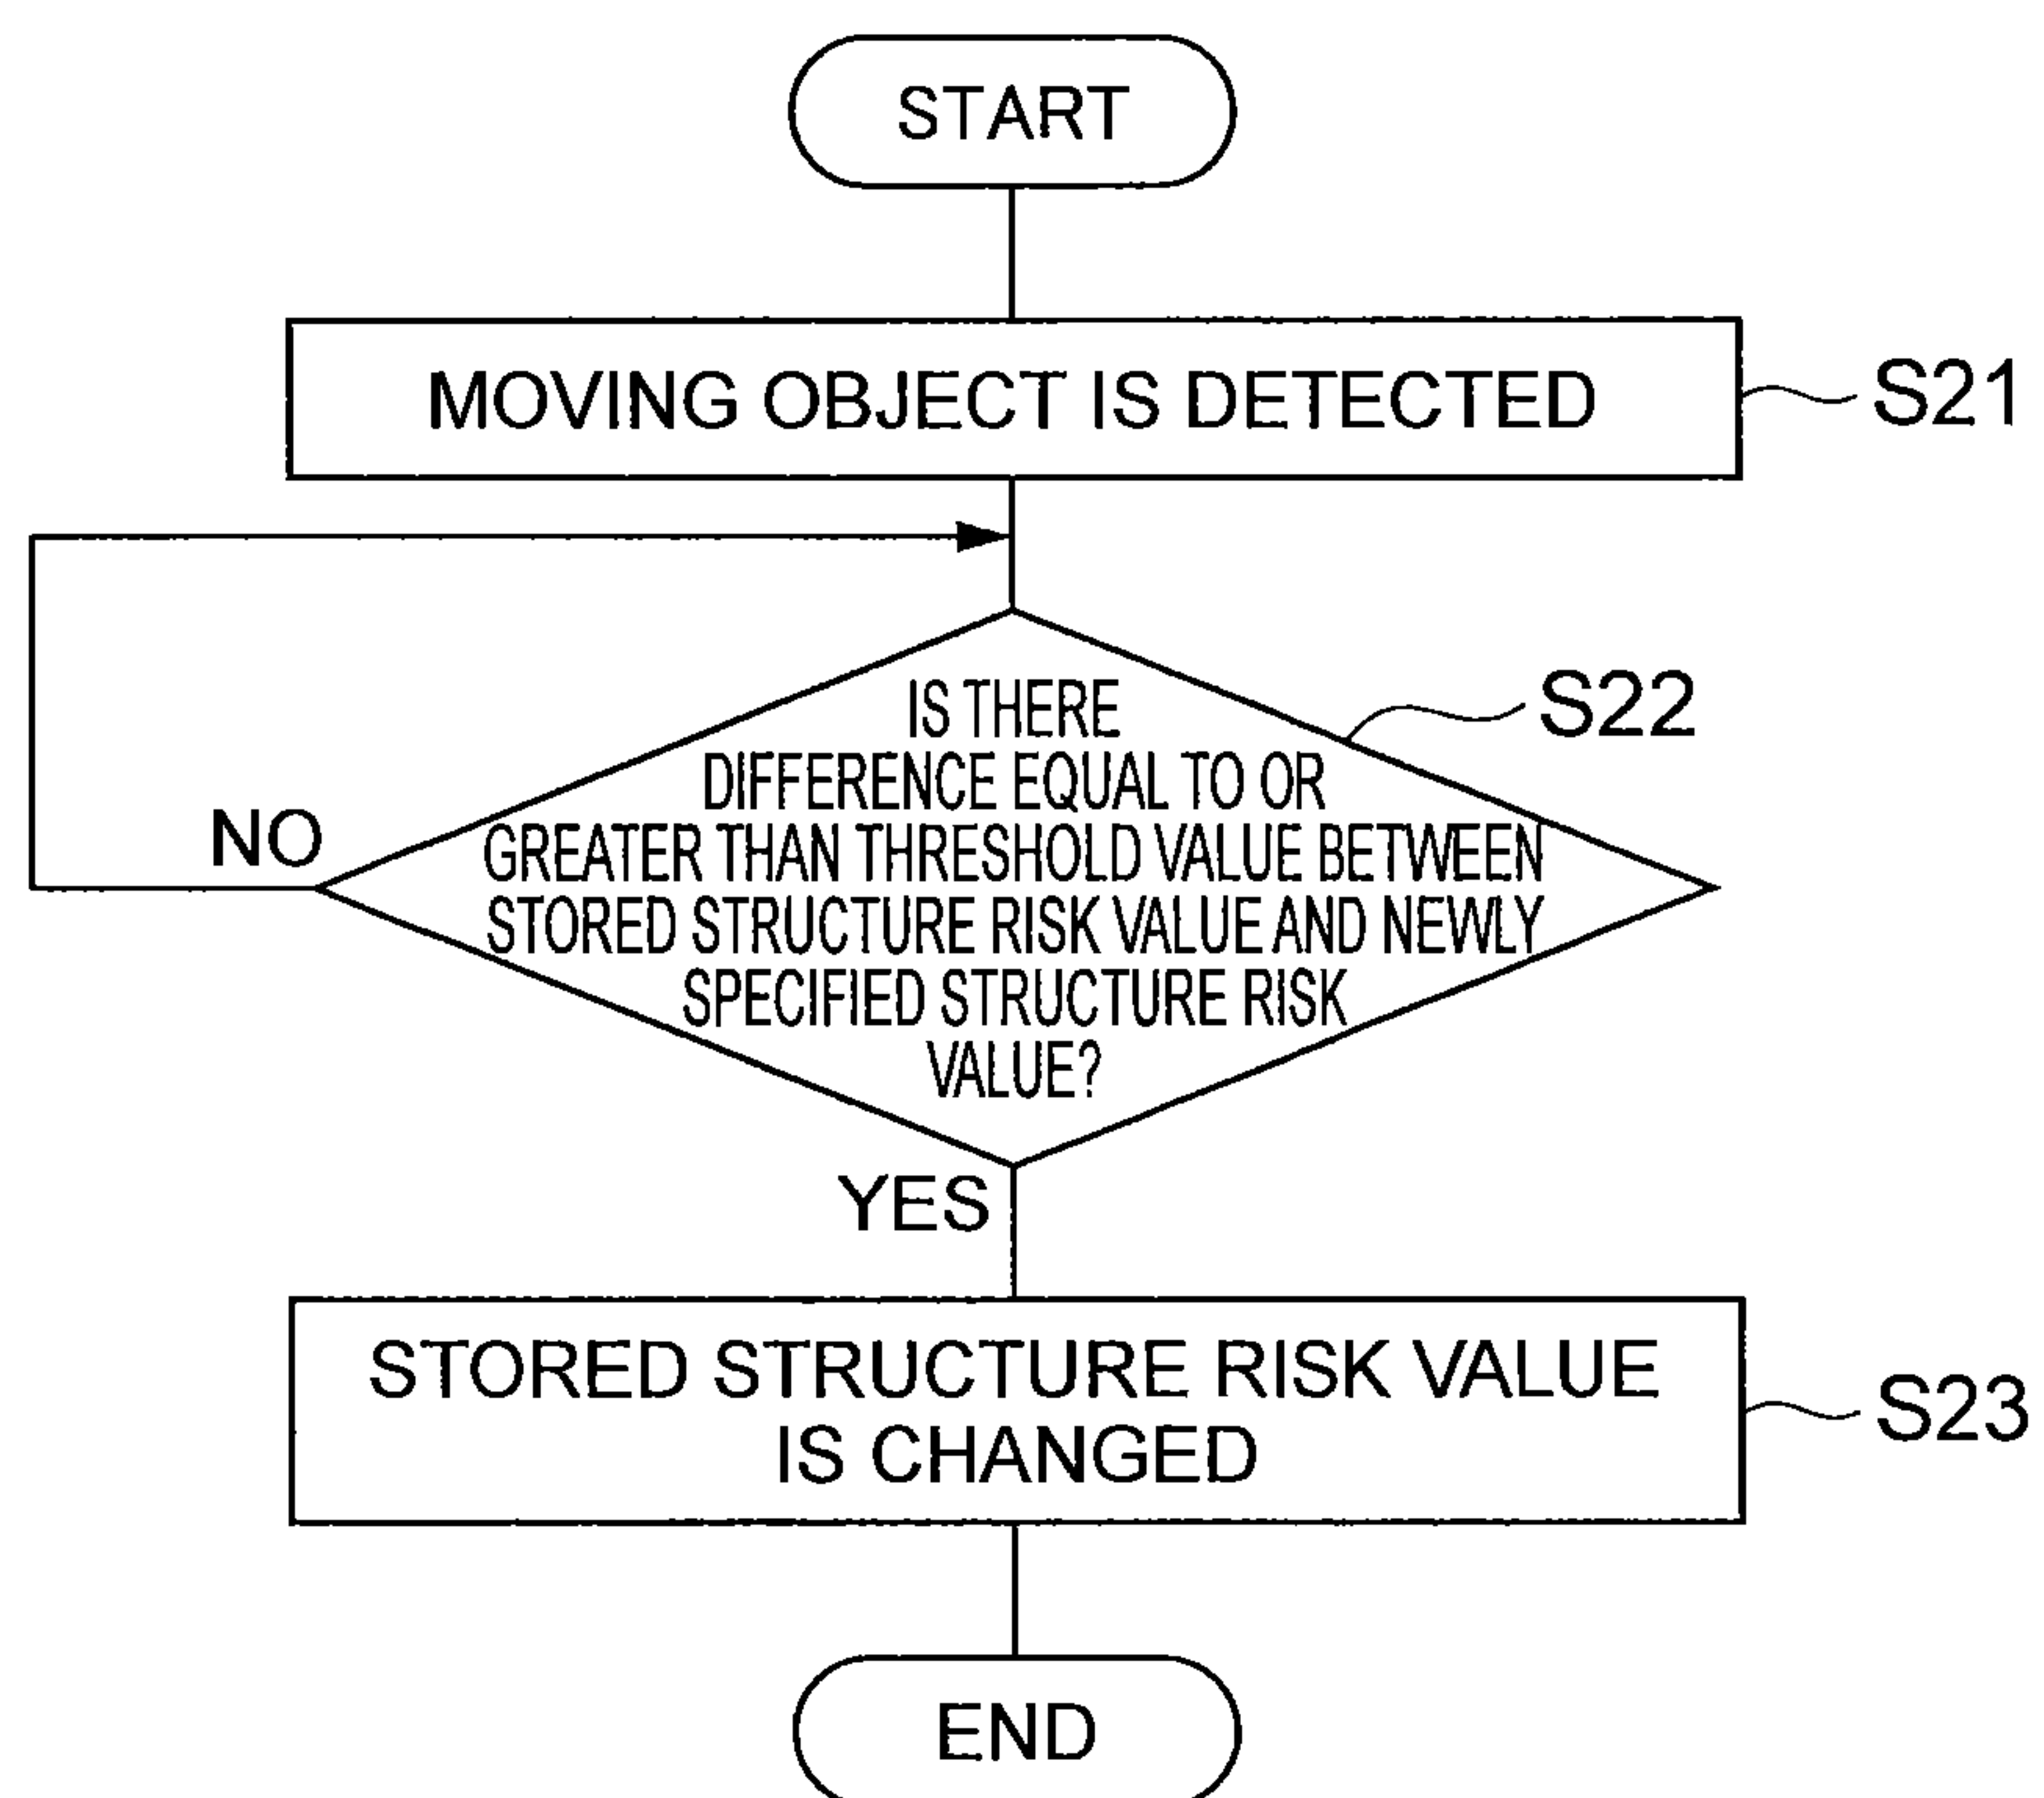 START
MOVING OBJECT IS DETECTED
S21
IS THERE
DIFFERENCE EQUAL TO OR
GREATER THAN THRESHOLD VALUE BETWEEN
STORED STRUCTURE RISK VALUE AND NEWLY
SPECIFIED STRUCTURE RISK
VALUE?
S22
NO
YES
STORED STRUCTURE RISK VALUE
IS CHANGED
S23
END